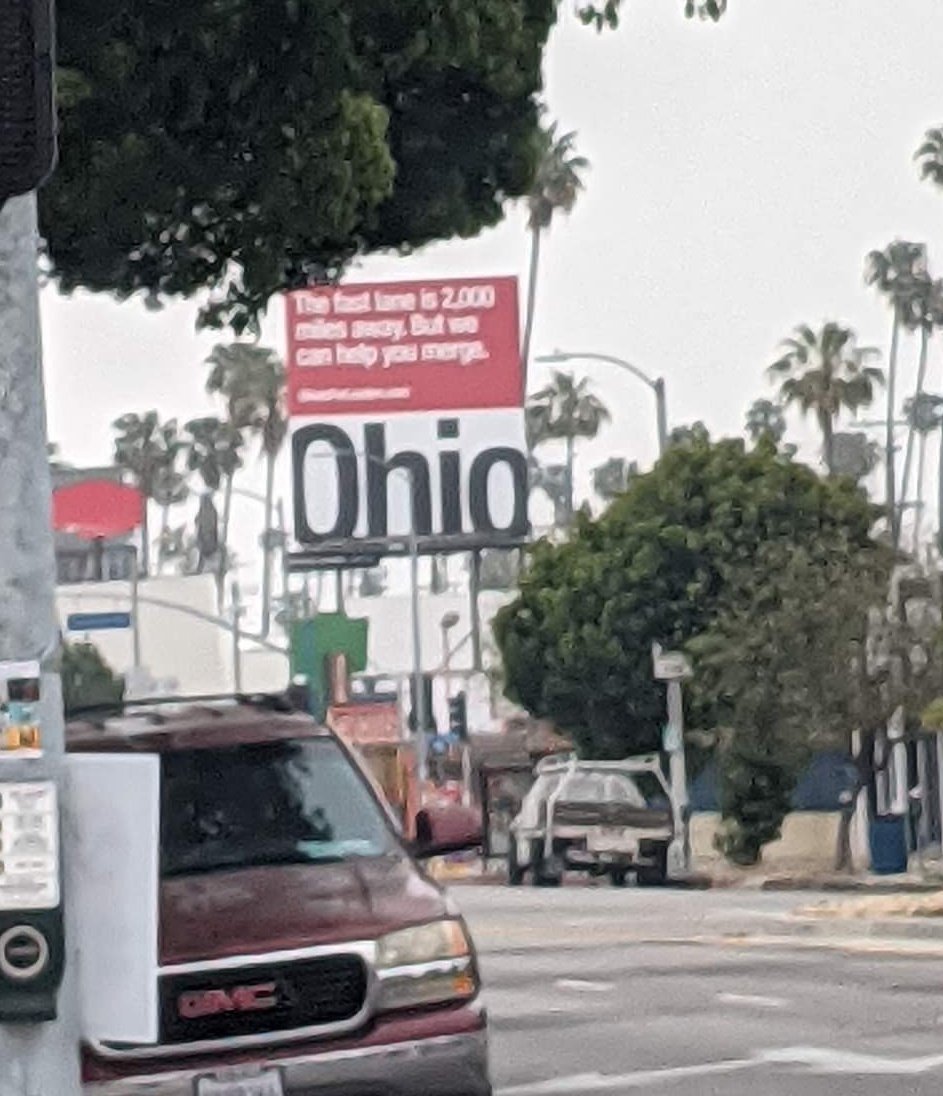 The fast lane is 2,000
miles away. But we
can help you merge.
Ohio
GMC